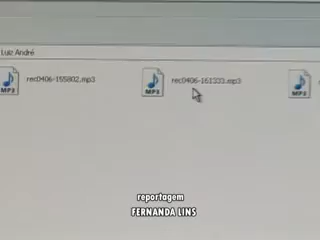 Luiz André
rec0406-155802.mp3
rec0406-161333.mp3
MP3
MP3
MP3
reportagem
FERNANDA LINS